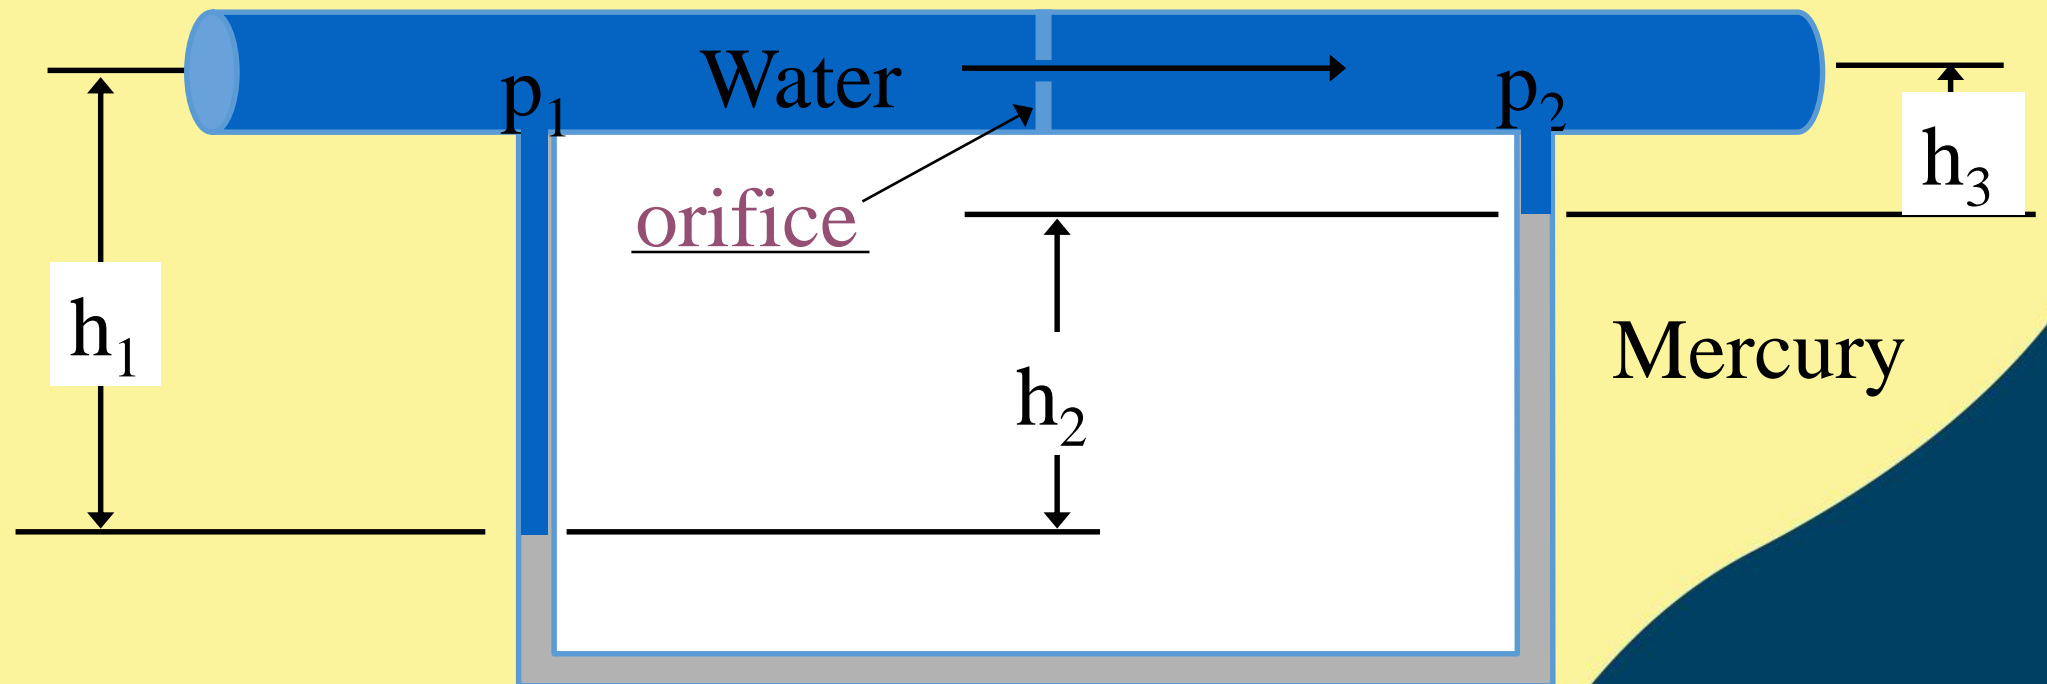 Water
p₁
p₂
h₃
orifice
h₁
Mercury
h₂